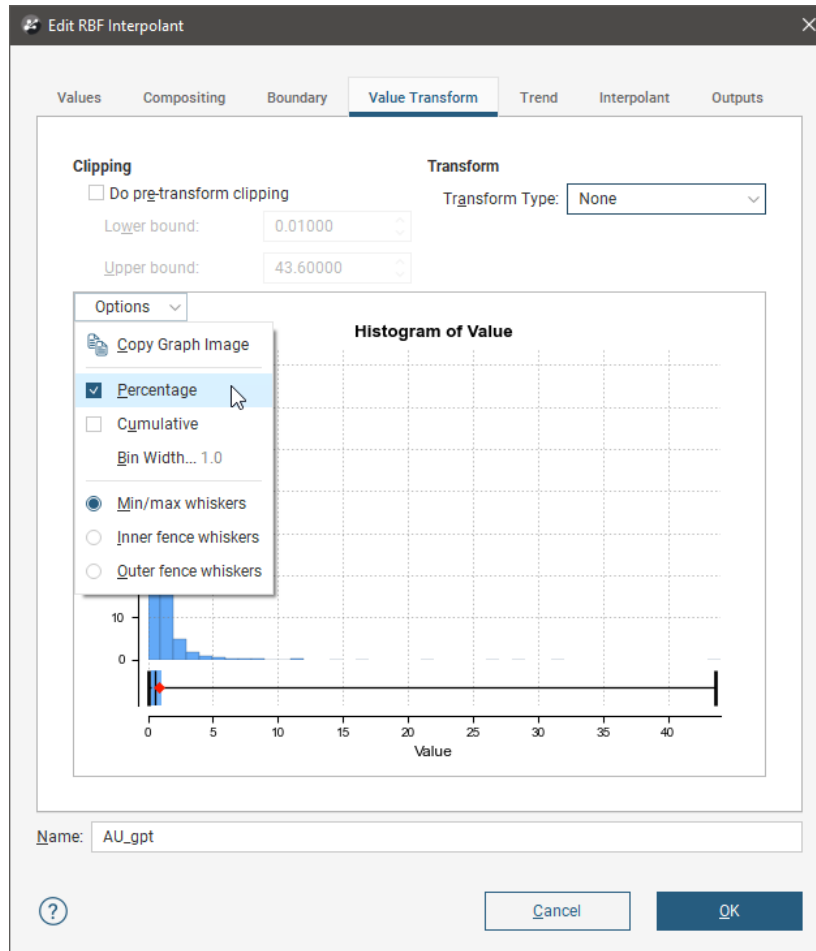 Edit RBF Interpolant
Values Compositing Boundary Value Transform Trend Interpolant Outputs
Clipping Transform
Do pre-transform clipping
Transform Type: None
Lower bound: 0.01000
Upper bound: 43.60000
Options
Histogram of Value
Copy Graph Image
Percentage
Cumulative
Bin Width... 1.0
Min/max whiskers
Inner fence whiskers
Outer fence whiskers
10
0
0 5 10 15 20 25 30 35 40
Value
Name: AU_gpt
? Cancel OK